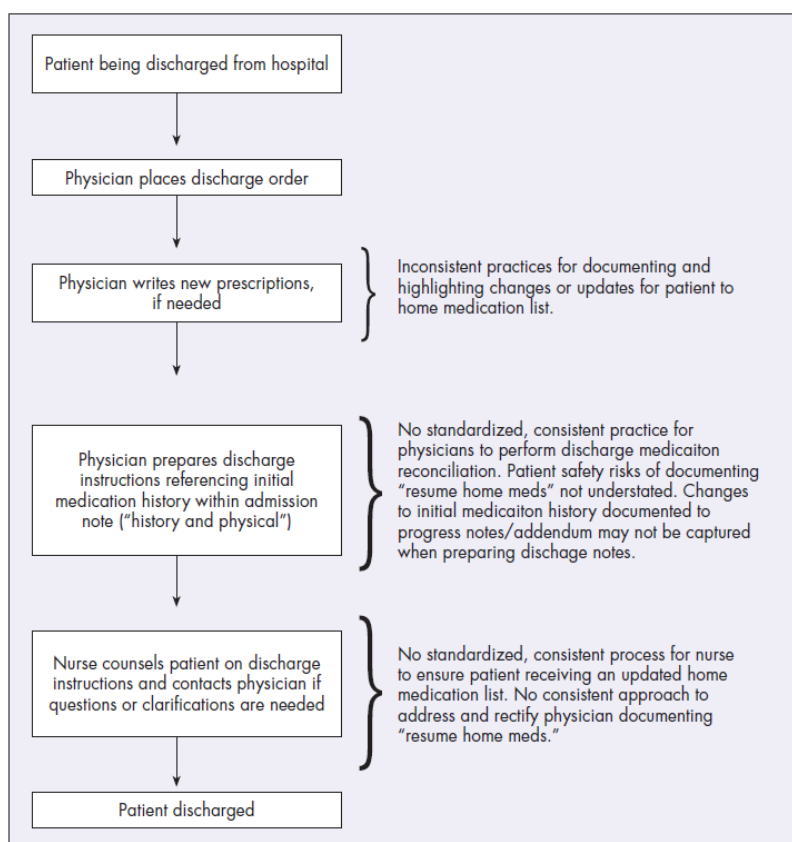 Patient being discharged from hospital
Physician places discharge order
Physician writes new prescriptions,
if needed
Inconsistent practices for documenting and
highlighting changes or updates for patient to
home medication list.
Physician prepares discharge
instructions referencing initial
medication history within admission
note (“history and physical”)
No standardized, consistent practice for
physicians to perform discharge medicaiton
reconciliation. Patient safety risks of documenting
“resume home meds” not understated. Changes
to initial medicaiton history documented to
progress notes/addendum may not be captured
when preparing dischage notes.
Nurse counsels patient on discharge
instructions and contacts physician if
questions or clarifications are needed
No standardized, consistent process for nurse
to ensure patient receiving an updated home
medication list. No consistent approach to
address and rectify physician documenting
“resume home meds.”
Patient discharged